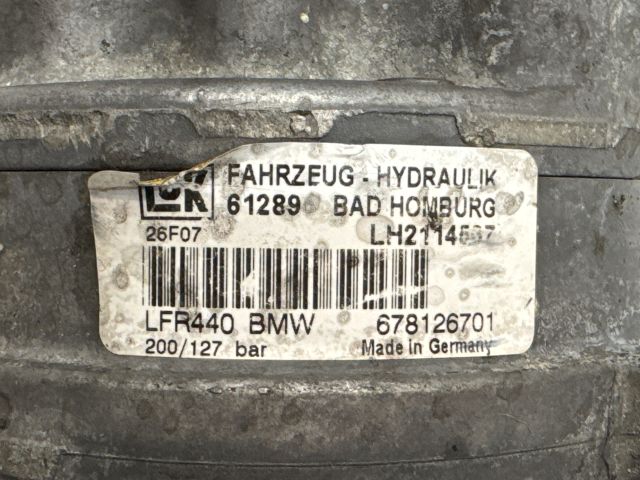 LUK
FAHRZEUG - HYDRAULIK
61289 BAD HOMBURG
26F07
LFR440 BMW 678126701
200/127 bar Made in Germany